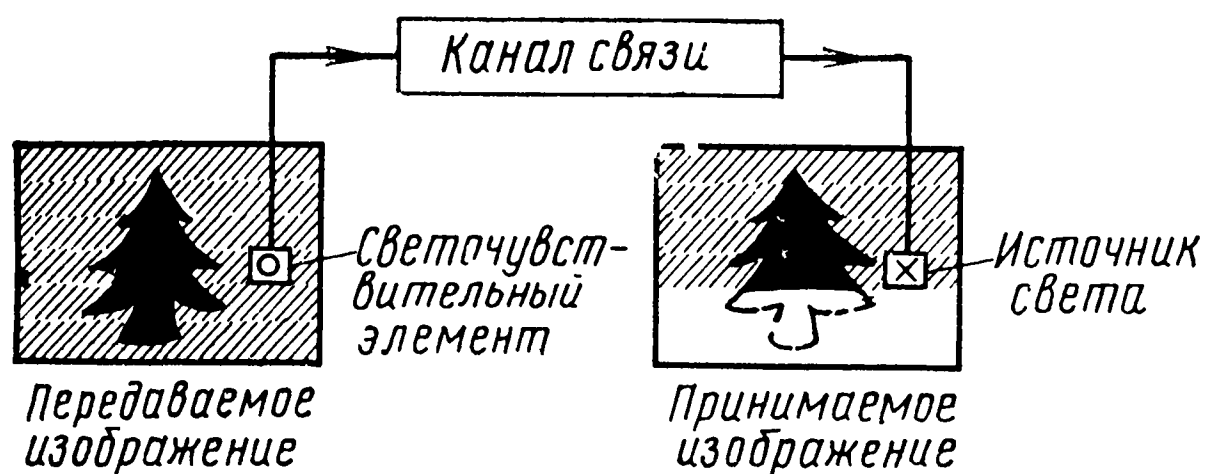 Канал связи
Светочувст-
вительный
элемент
Источник
света
Передаваемое
изображение
Принимаемое
изображение